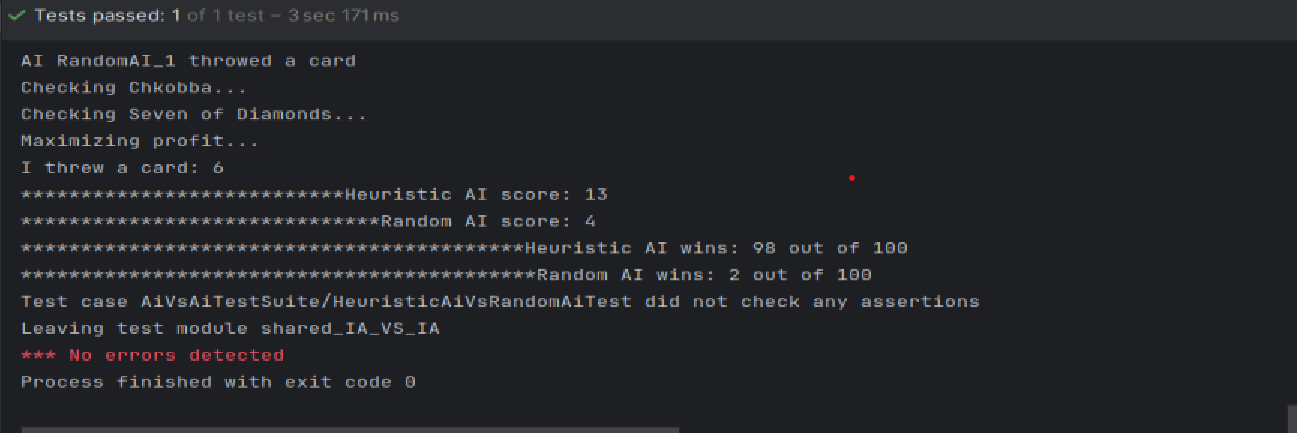 Tests passed: 1 of 1 test – 3 sec 171 ms
AI RandomAI_1 throwed a card
Checking Chkobba...
Checking Seven of Diamonds...
Maximizing profit...
I threw a card: 6
***************************Heuristic AI score: 13
******************************Random AI score: 4
******************************************Heuristic AI wins: 98 out of 100
*******************************************Random AI wins: 2 out of 100
Test case AiVsAiTestSuite/HeuristicAiVsRandomAiTest did not check any assertions
Leaving test module shared_IA_VS_IA
*** No errors detected
Process finished with exit code 0